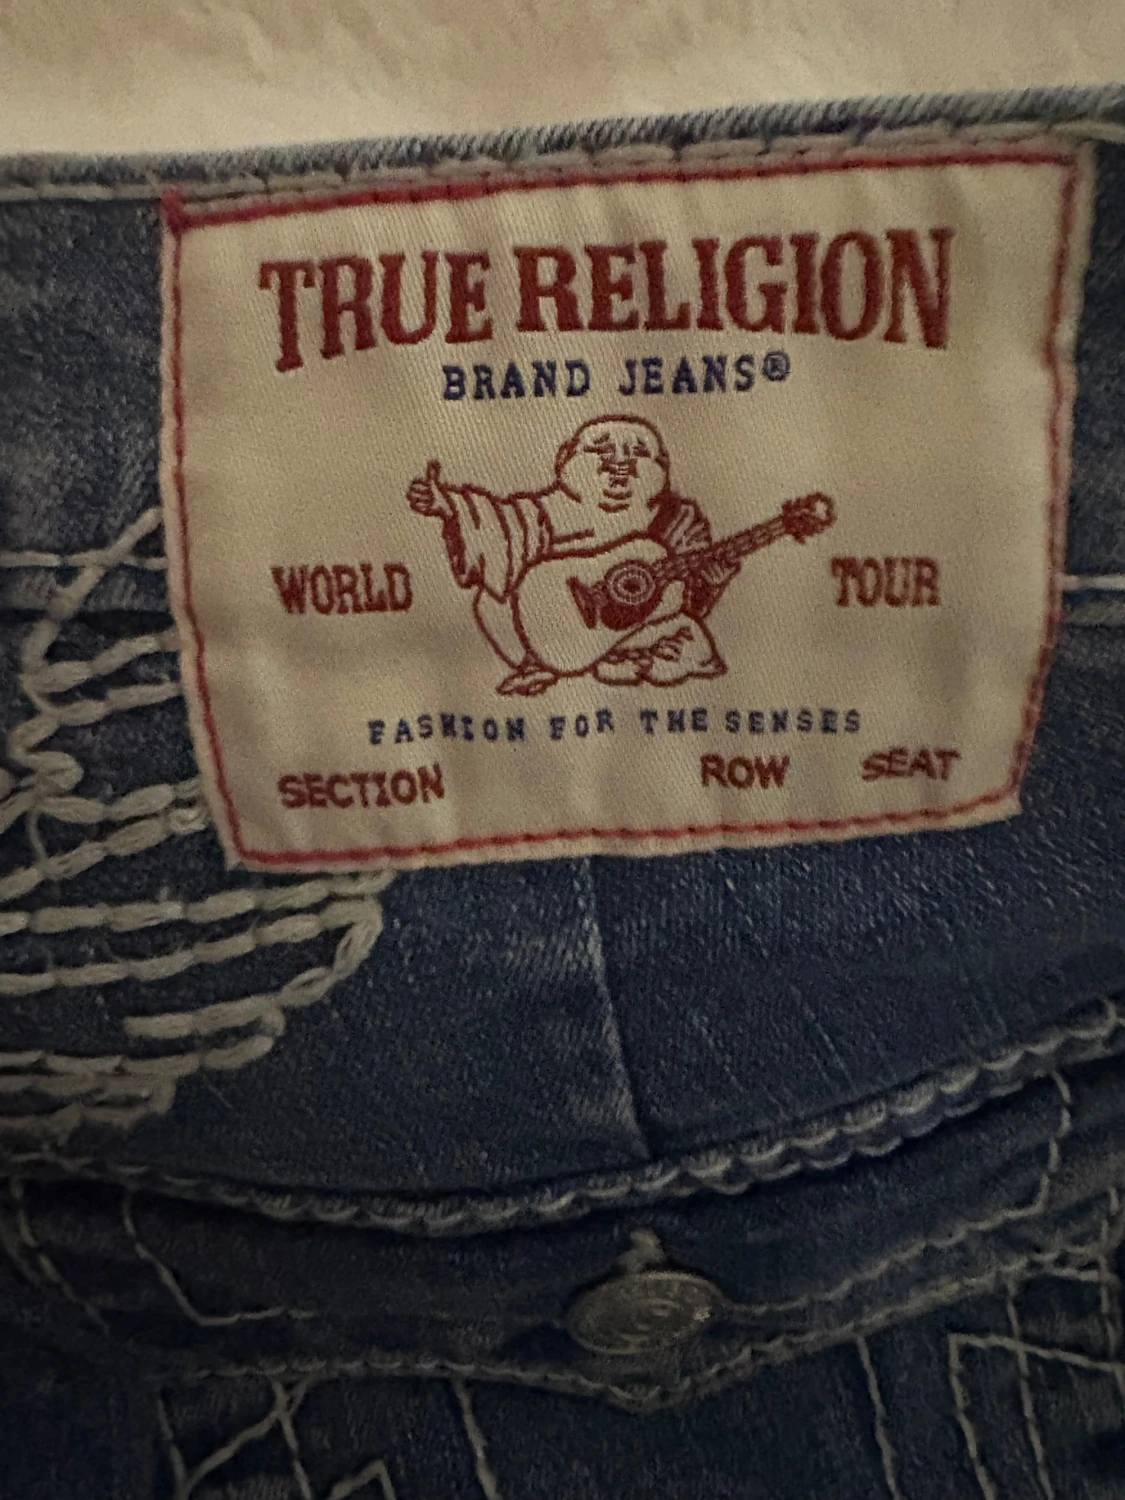 TRUE RELIGION
BRAND JEANS®
WORLD TOUR
FASHION FOR THE SENSES
SECTION ROW SEAT